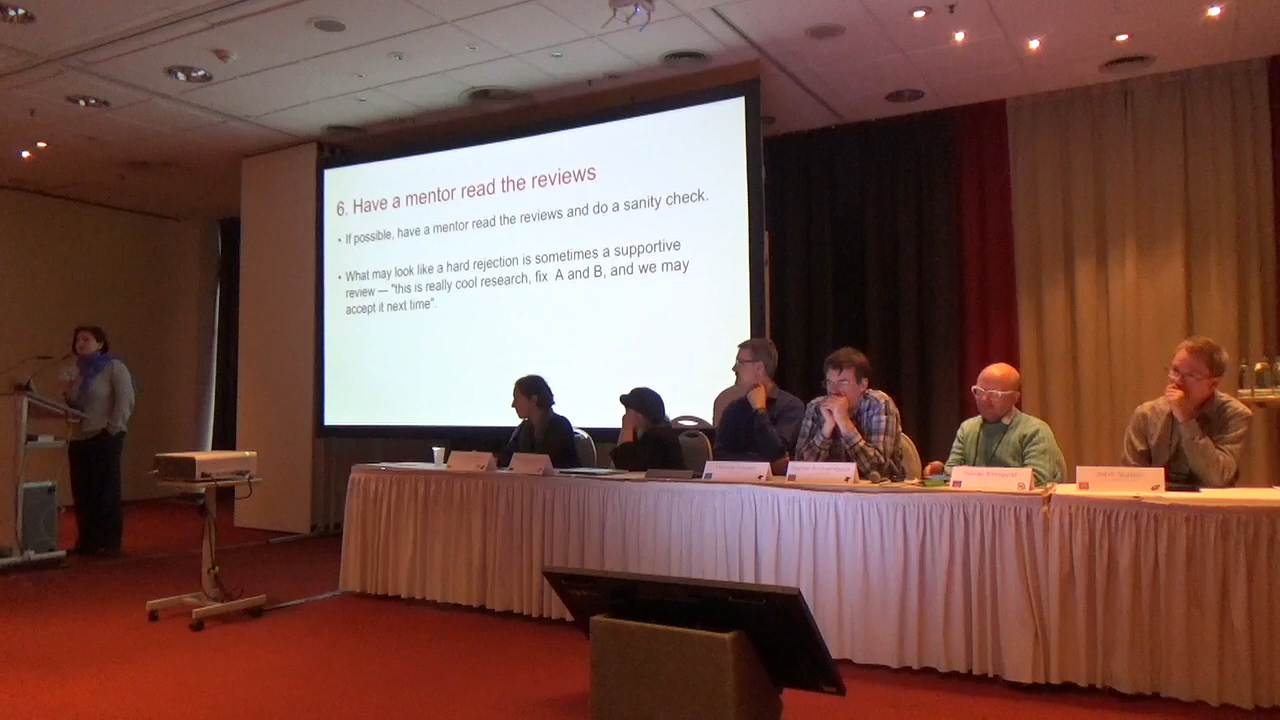 6. Have a mentor read the reviews
• If possible, have a mentor read the reviews and do a sanity check.
• What may look like a hard rejection is sometimes a supportive
review — "this is really cool research, fix A and B, and we may
accept it next time".